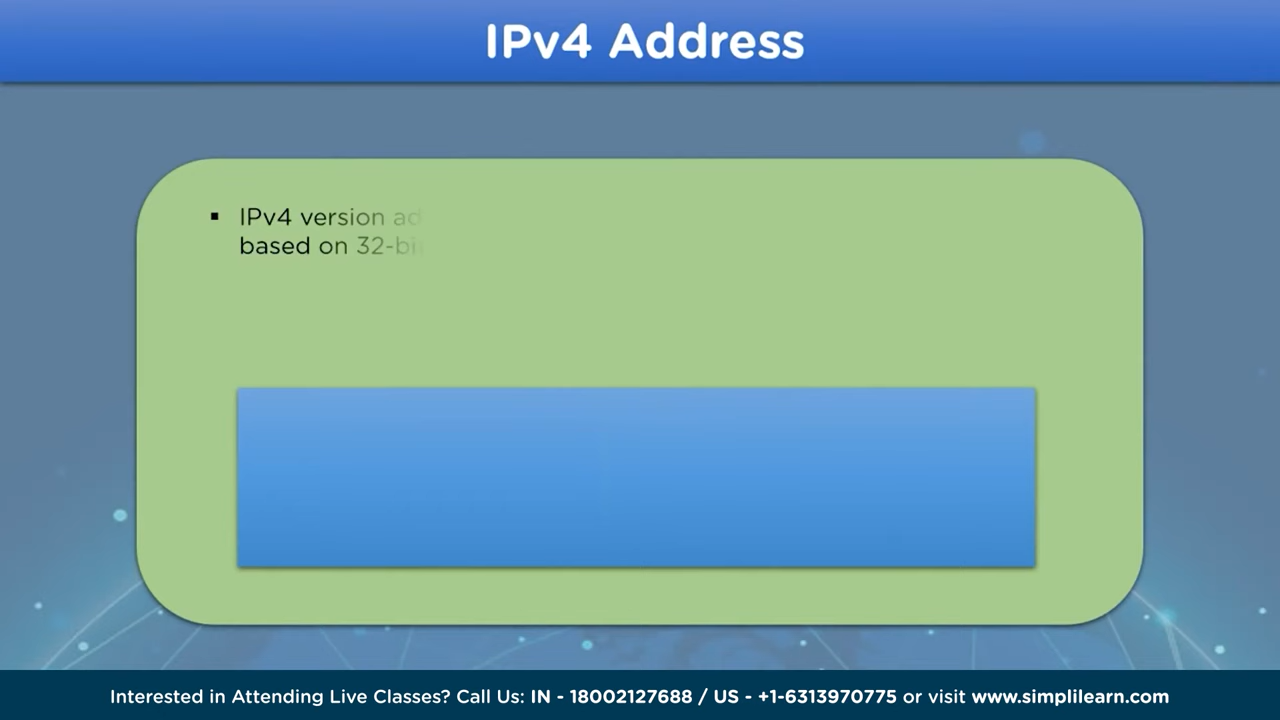 IPv4 Address
▪ IPv4 version
based on 32-bi
Interested in Attending Live Classes? Call Us: IN - 18002127688 / US - +1-6313970775 or visit www.simplilearn.com